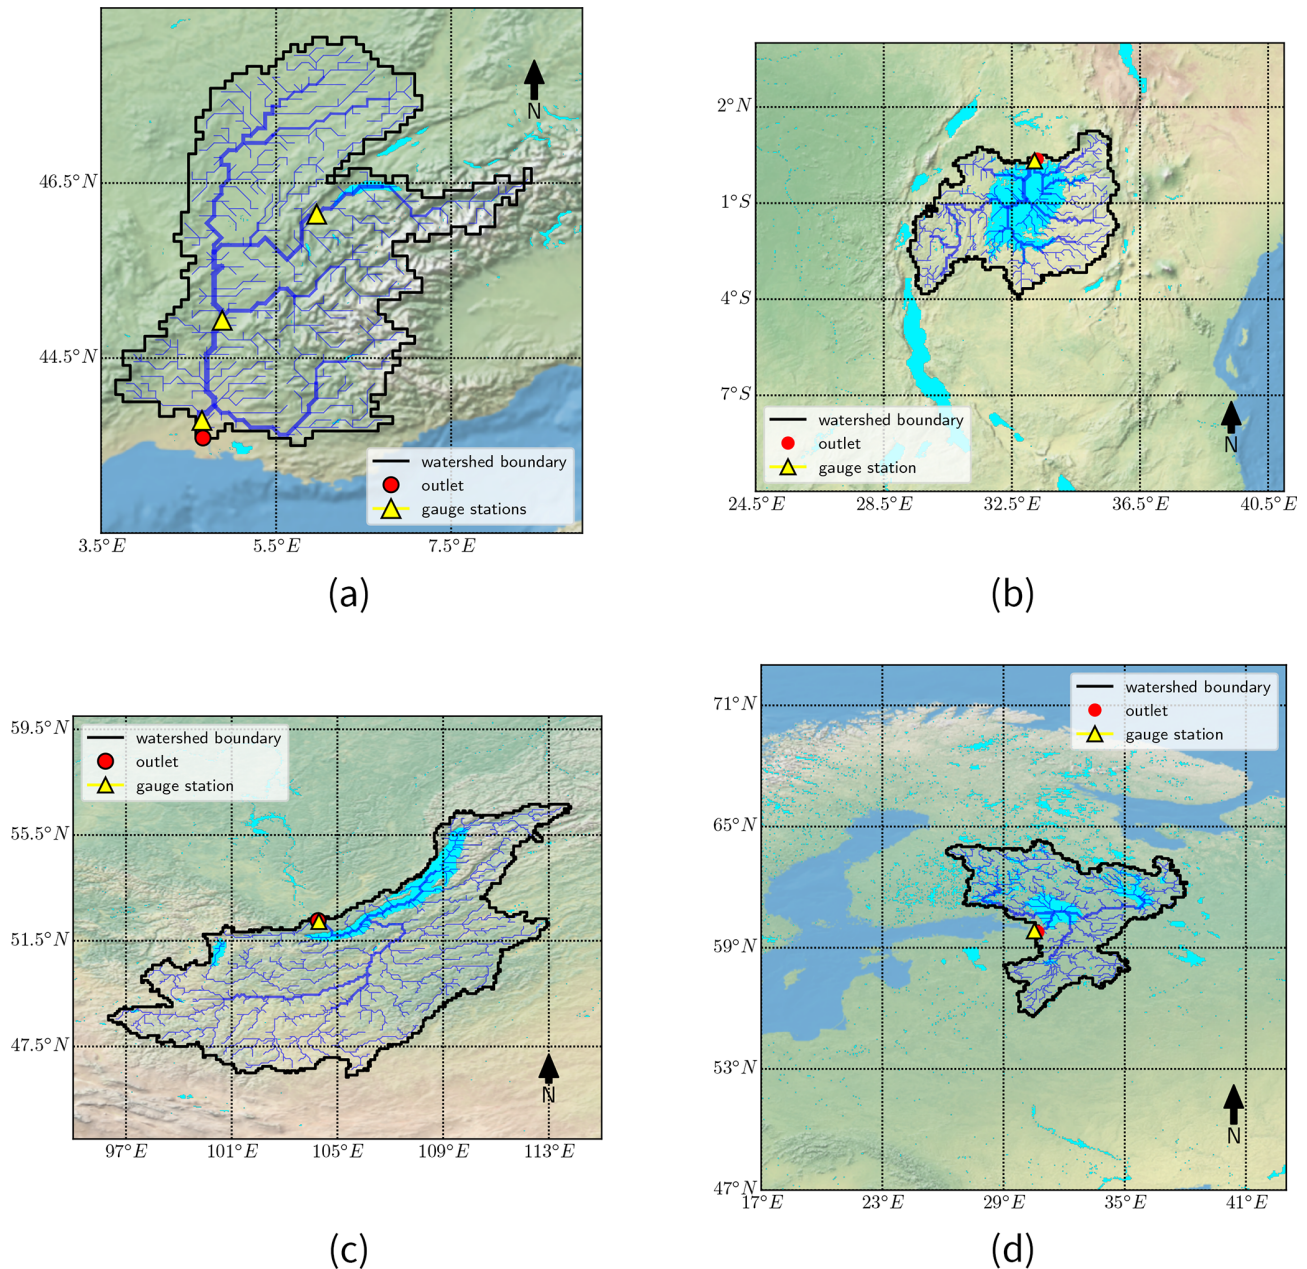 N
46.5°N
44.5°N
watershed boundary
outlet
gauge stations
3.5°E 5.5°E 7.5°E
(a)
2°N
1°S
4°S
7°S
watershed boundary
outlet
gauge station
N
24.5°E 28.5°E 32.5°E 36.5°E 40.5°E
(b)
59.5°N
watershed boundary
outlet
gauge station
55.5°N
51.5°N
47.5°N
N
97°E 101°E 105°E 109°E 113°E
(c)
watershed boundary
outlet
gauge station
71°N
65°N
59°N
53°N
N
47°N
17°E 23°E 29°E 35°E 41°E
(d)